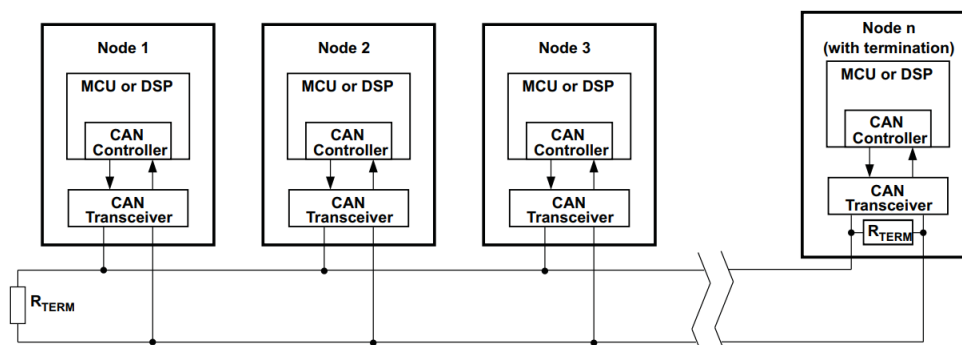 Node 1
MCU or DSP
CAN
Controller
CAN
Transceiver
Node 2
MCU or DSP
CAN
Controller
CAN
Transceiver
Node 3
MCU or DSP
CAN
Controller
CAN
Transceiver
Node n
(with termination)
MCU or DSP
CAN
Controller
CAN
Transceiver
RTERM
RTERM